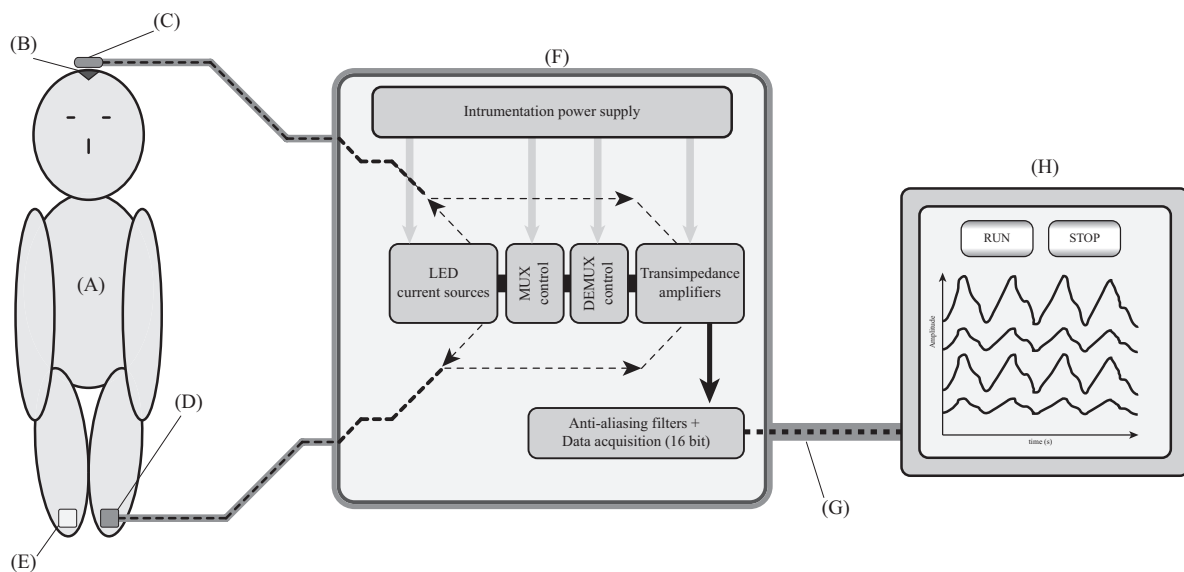 (C)
(B)
(F)
Intrumentation power supply
(H)
RUN
STOP
(A)
LED
current sources
MUX
control
DEMUX
control
Transimpedance
amplifiers
Amplitude
(D)
Anti-aliasing filters +
Data acquisition (16 bit)
time (s)
(G)
(E)